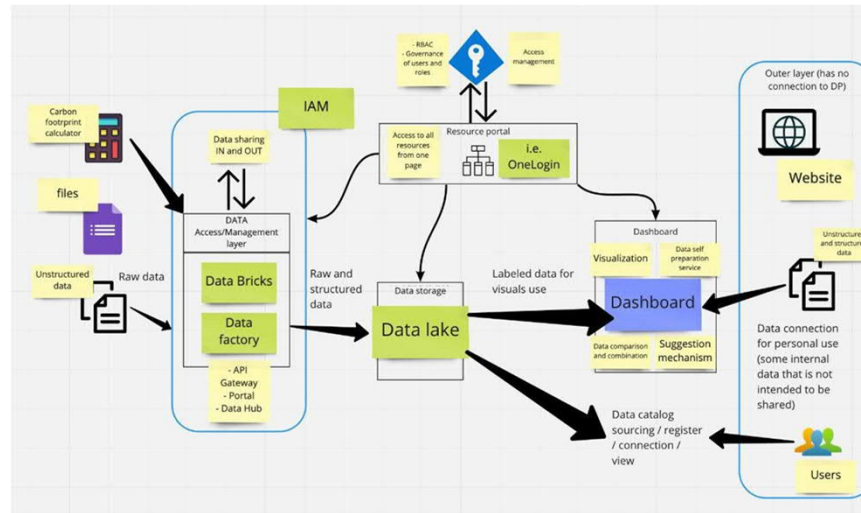 - RBAC
- Governance
of users and
roles
Access
management
Outer layer (has no
connection to DP)
Carbon
footrprint
calculator
IAM
Data sharing
IN and OUT
Access to all
resources
from one
page
Resource portal
i.e.
OneLogin
Website
files
DATA
Access/Management
layer
Dashboard
Visualization
Data self
preparation
service
Unstructured
and structured
data
Unstructured
data
Raw data
Data Bricks
Raw and
structured
data
Labeled data for
visuals use
Data storage
Dashboard
Data
factory
Data lake
Data comparison
and combination
Suggestion
mechanism
Data connection
for personal use
(some internal
data that is not
intended to be
shared)
- API
Gateway
- Portal
- Data Hub
Data catalog
sourcing / register
/ connection /
view
Users